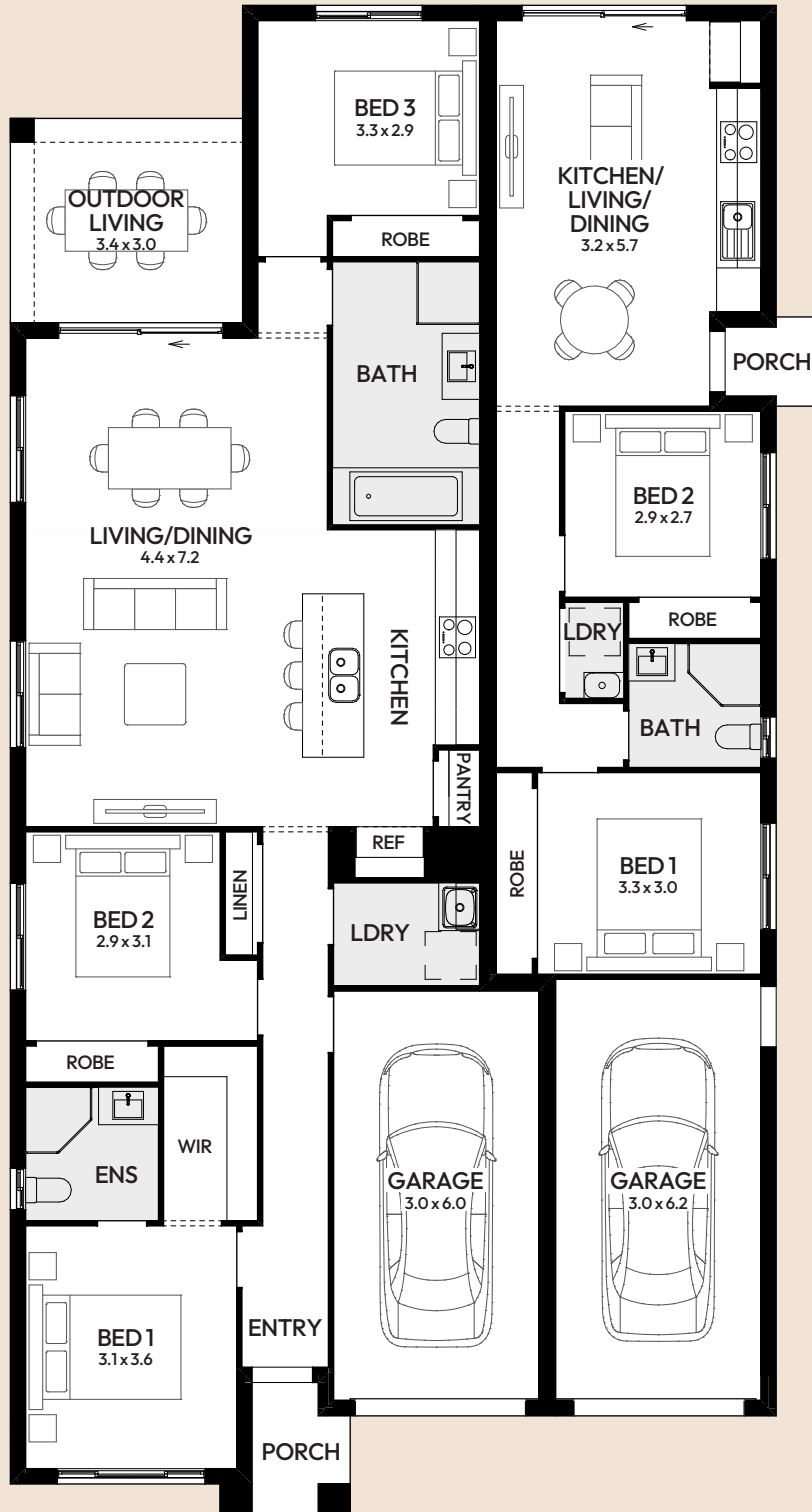 BED 3
3.3 x 2.9
ROBE
OUTDOOR
LIVING
3.4 x 3.0
KITCHEN/
LIVING/
DINING
3.2 x 5.7
PORCH
BATH
BED 2
2.9 x 2.7
LIVING/DINING
4.4 x 7.2
KITCHEN
LDRY
ROBE
BATH
PANTRY
REF
LINEN
BED 2
2.9 x 3.1
LDRY
ROBE
BED 1
3.3 x 3.0
ROBE
ENS
WIR
GARAGE
3.0 x 6.0
GARAGE
3.0 x 6.2
BED 1
3.1 x 3.6
ENTRY
PORCH